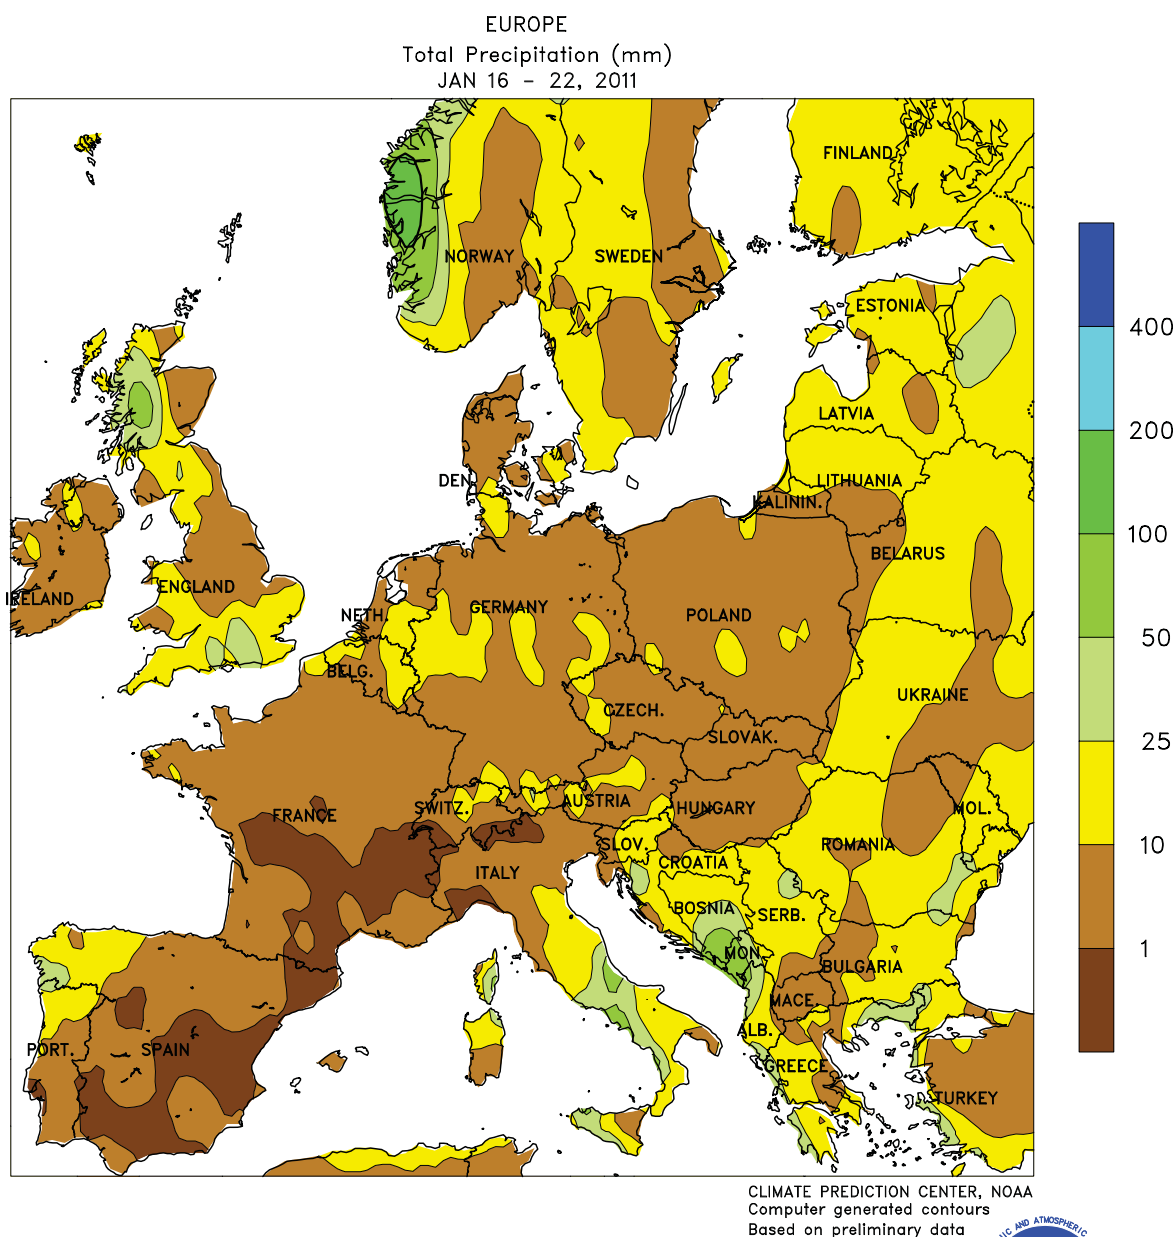 EUROPE
Total Precipitation (mm)
JAN 16 - 22, 2011
FINLAND
NORWAY
SWEDEN
ESTONIA
400
LATVIA
200
DEN.
LITHUANIA
KALININ.
100
BELARUS
ENGLAND
IRELAND
NETH.
GERMANY
POLAND
50
BELG.
UKRAINE
CZECH.
SLOVAK.
25
FRANCE
SWITZ.
AUSTRIA
HUNGARY
MOL.
SLOV.
ROMANIA
10
ITALY
CROATIA
BOSNIA
SERB.
MON.
1
BULGARIA
MACE.
ALB.
PORT.
SPAIN
GREECE
TURKEY
CLIMATE PREDICTION CENTER, NOAA
Computer generated contours
Based on preliminary data
AND ATMOSPHERIC